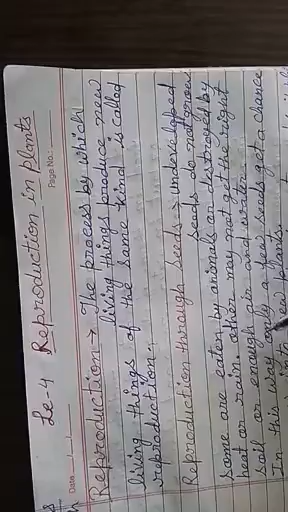 Le-4 Reproduction in plants
Page No.:
Date
Reproduction → The process by which
living things produce new
living things of the same kind is called
reproduction.
Reproduction through seeds → undeveloped
seeds do not grow
some are eaten by animals or destroyed by
heat or rain. other may not get the right
soil or enough air and water.
In this way only a few seeds get a chance
plants.